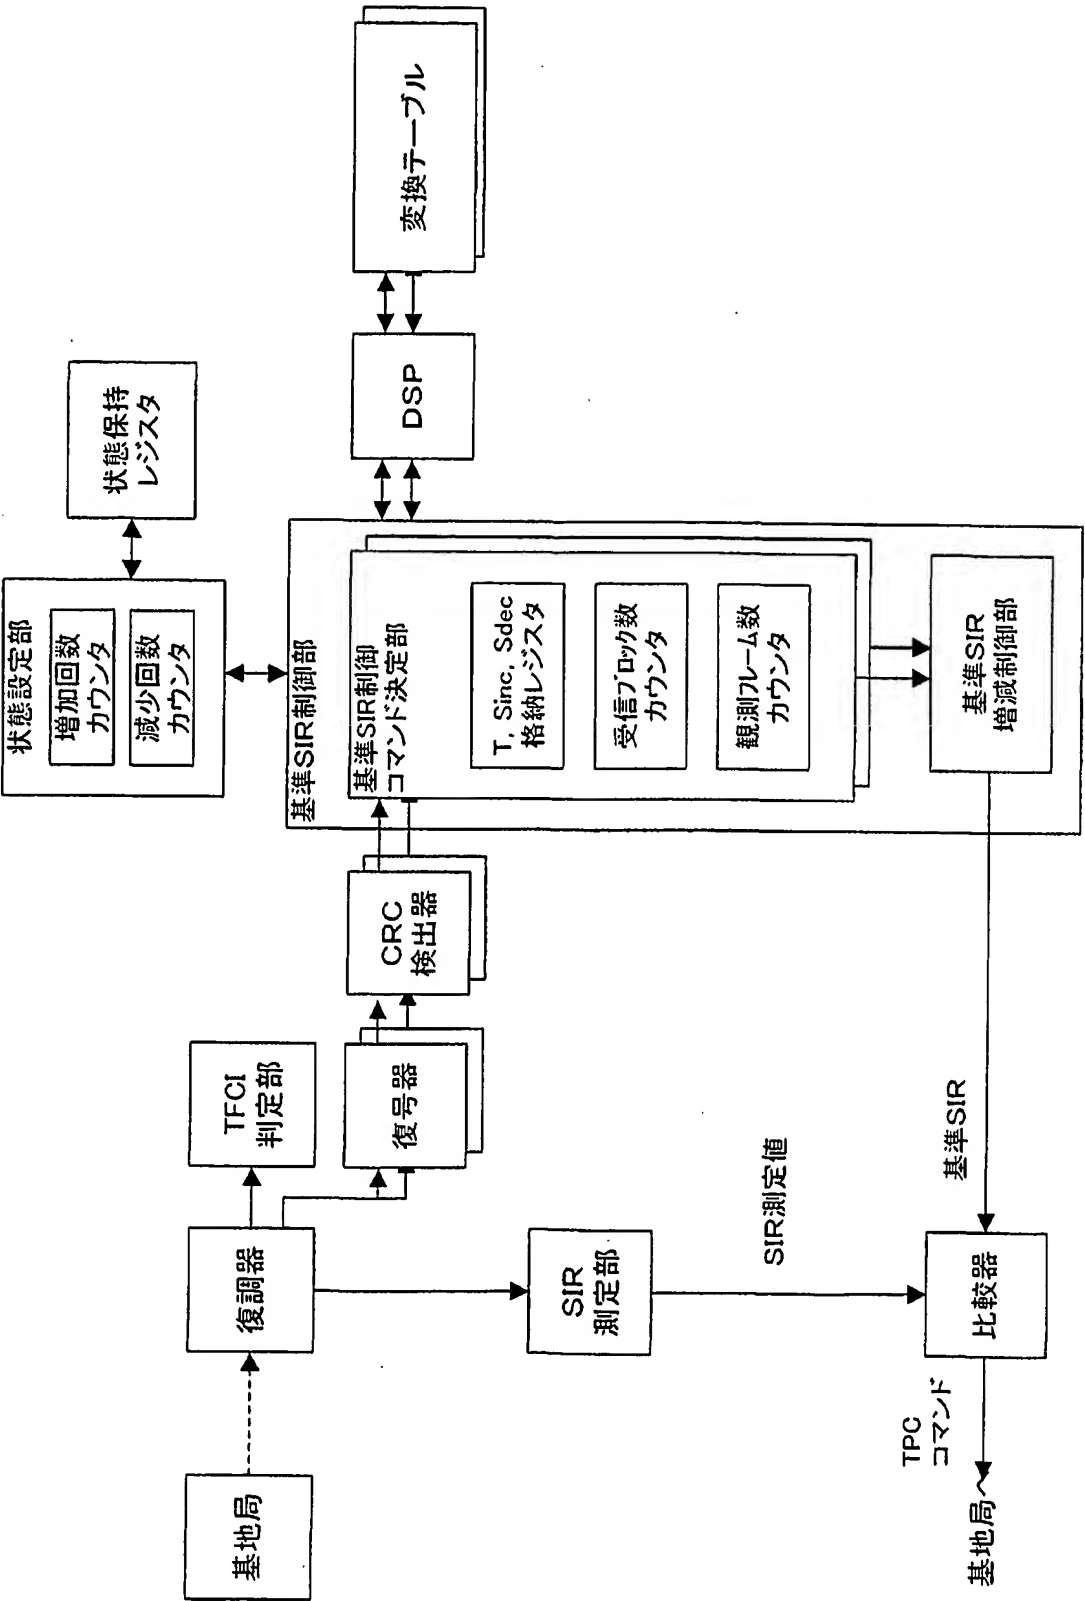 基地局
復調器
TFCI
判定部
復号器
CRC
検出器
SIR
測定部
状態設定部
増加回数
カウンタ
減少回数
カウンタ
状態保持
レジスタ
基準SIR制御部
基準SIR制御
コマンド決定部
T, Sinc, Sdec
格納レジスタ
受信ブロック数
カウンタ
観測フレーム数
カウンタ
基準SIR
増減制御部
DSP
変換テーブル
SIR測定値
基準SIR
比較器
TPC
コマンド
基地局へ